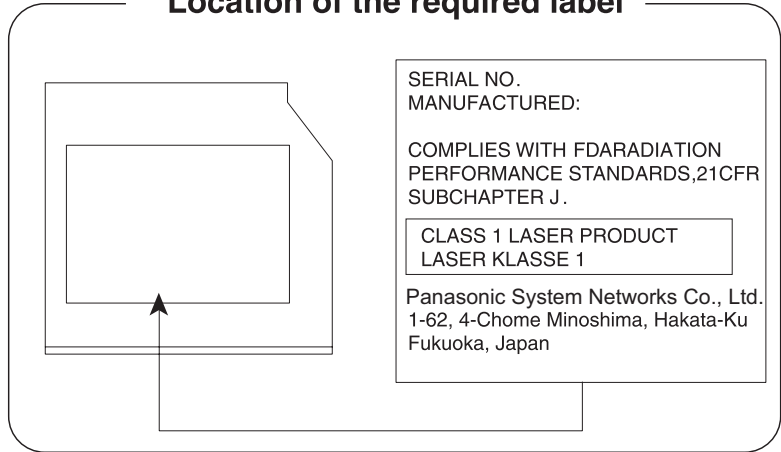 Location of the required label
SERIAL NO.
MANUFACTURED:
COMPLIES WITH FDARADIATION
PERFORMANCE STANDARDS,21CFR
SUBCHAPTER J.
CLASS 1 LASER PRODUCT
LASER KLASSE 1
Panasonic System Networks Co., Ltd.
1-62, 4-Chome Minoshima, Hakata-Ku
Fukuoka, Japan